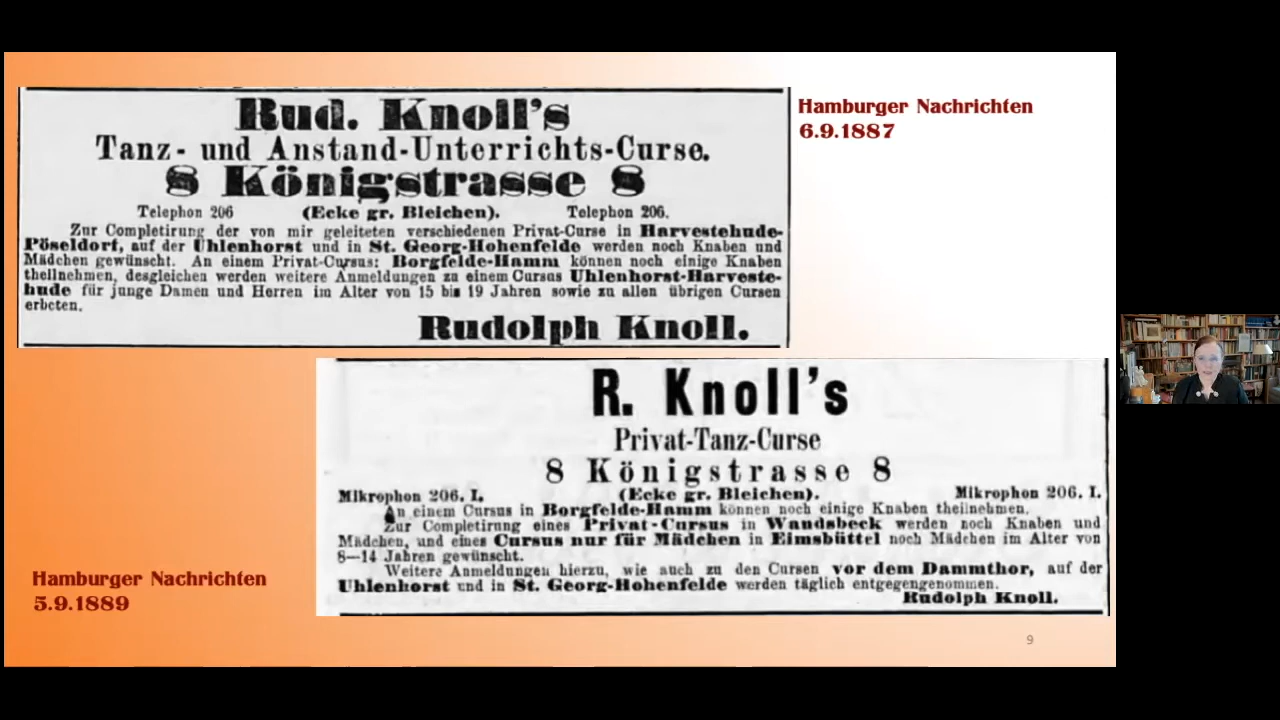 Rud. Knoll's
Tanz- und Anstand-Unterrichts-Curse.
8 Königstrasse 8
Telephon 206 (Ecke gr. Bleichen). Telephon 206.
Zur Completirung der von mir geleiteten verschiedenen Privat-Curse in Harvestehude-
Pöseldorf, auf der Uhlenhorst und in St. Georg-Hohenfelde werden noch Knaben und
Mädchen gewünscht. An einem Privat-Cursus: Borgfelde-Hamm können noch einige Knaben
theilnehmen, desgleichen werden weitere Anmeldungen zu einem Cursus Uhlenhorst-Harveste-
hude für junge Damen und Herren im Alter von 15 bis 19 Jahren sowie zu allen übrigen Cursen
erbeten.
Rudolph Knoll.
Hamburger Nachrichten
6.9.1887
R. Knoll's
Privat-Tanz-Curse
8 Königstrasse 8
Mikrophon 206. I. (Ecke gr. Bleichen). Mikrophon 206. I.
An einem Cursus in Borgfelde-Hamm können noch einige Knaben theilnehmen.
Zur Completirung eines Privat-Cursus in Wandsbeck werden noch Knaben und
Mädchen, und eines Cursus nur für Mädchen in Eimsbüttel noch Mädchen im Alter von
8—14 Jahren gewünscht.
Weitere Anmeldungen hierzu, wie auch zu den Cursen vor dem Dammthor, auf der
Uhlenhorst und in St. Georg-Hohenfelde werden täglich entgegengenommen.
Rudolph Knoll.
Hamburger Nachrichten
5.9.1889
9